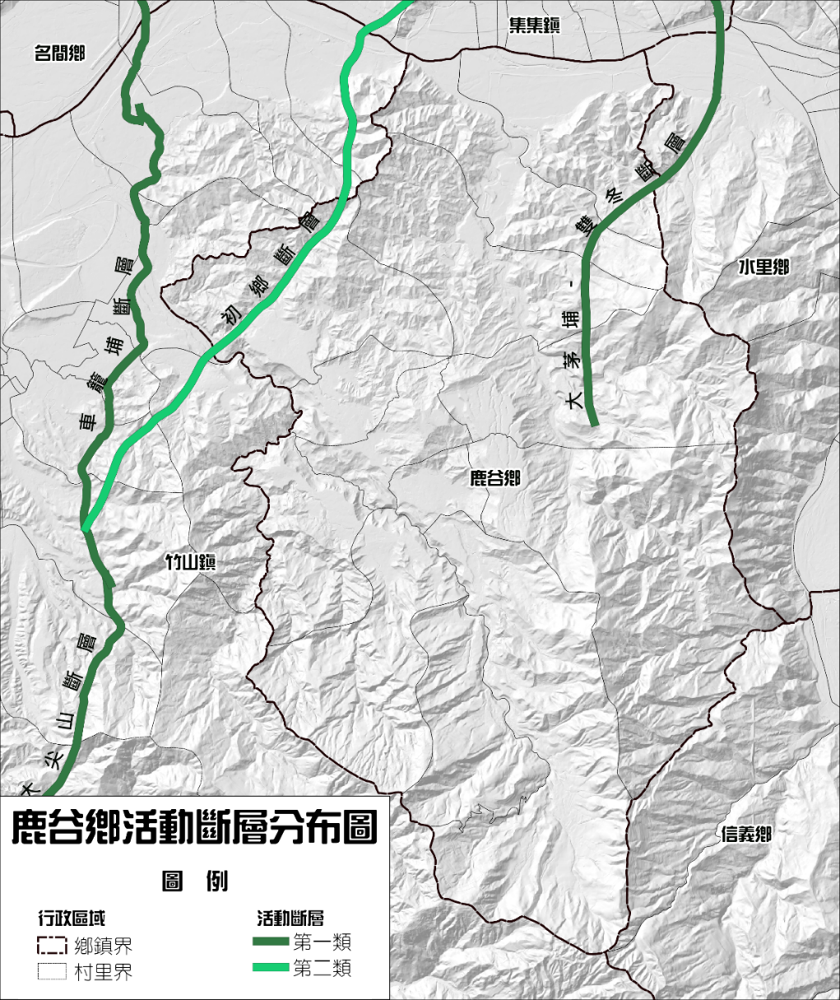 集集鎮
名間鄉
雙冬斷層
水里鄉
初鄉斷層
車籠埔斷層
大茅埔-
鹿谷鄉
竹山鎮
木尖山斷層
信義鄉
鹿谷鄉活動斷層分布圖
圖 例
行政區域
鄉鎮界
村里界
活動斷層
第一類
第二類